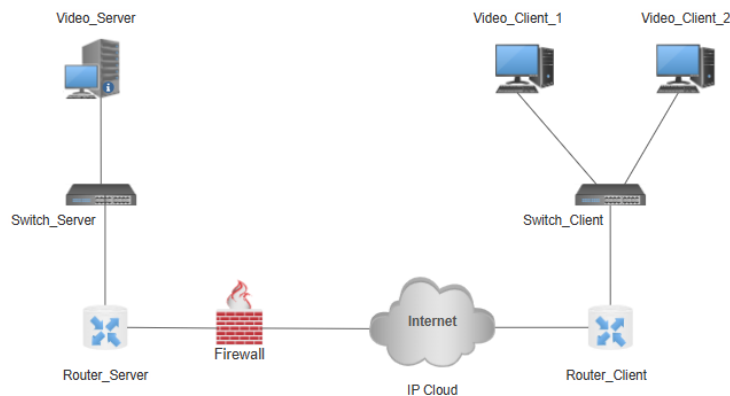 Video_Server
Video_Client_1
Video_Client_2
Switch_Server
Switch_Client
Internet
Firewall
Router_Server
Router_Client
IP Cloud